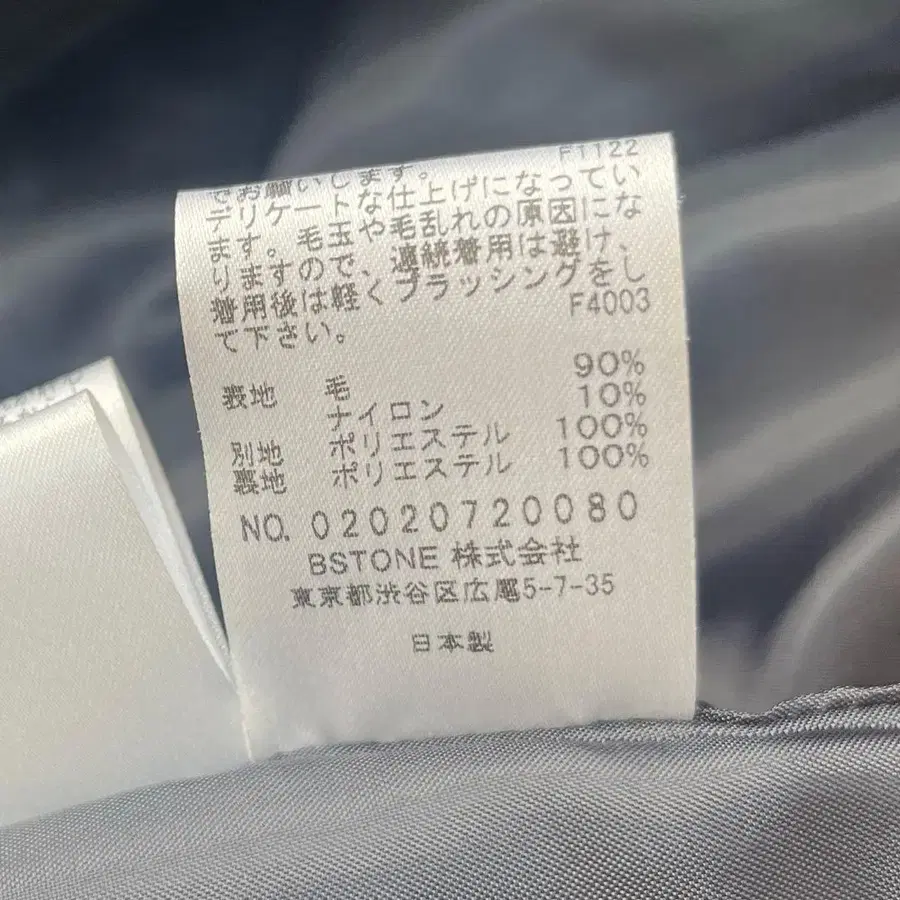 F1122
でお願いします。
デリケートな仕上げになってい
ます。毛玉や毛乱れの原因にな
りますので、連続着用は避け、
着用後は軽くブラッシングをし
て下さい。 F4003
表地 毛 90%
ナイロン 10%
別地 ポリエステル 100%
裏地 ポリエステル 100%
NO. 02020720080
BSTONE 株式会社
東京都渋谷区広尾5-7-35
日本製